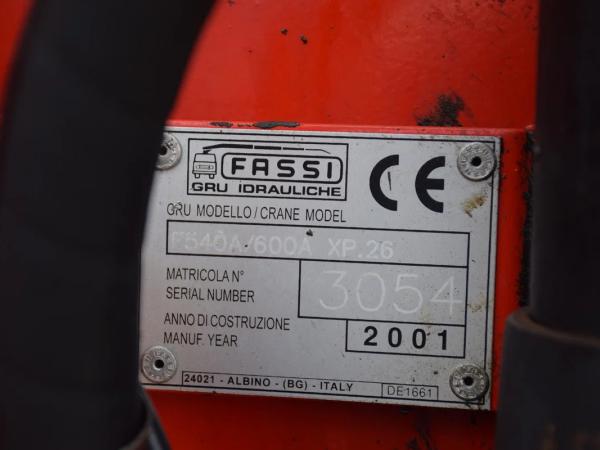 FASSI
GRU IDRAULICHE
CE
GRU MODELLO / CRANE MODEL
F540A/600A XP.26
MATRICOLA N°
SERIAL NUMBER
3054
ANNO DI COSTRUZIONE
MANUF. YEAR
2001
24021 - ALBINO - (BG) - ITALY
DE1661